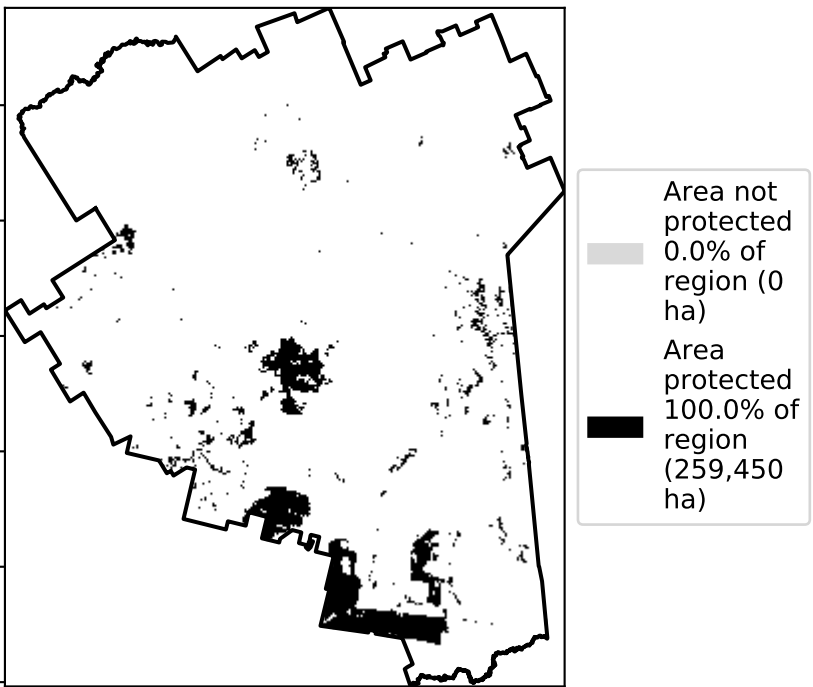 Area not
protected
0.0% of
region (0
ha)
Area
protected
100.0% of
region
(259,450
ha)